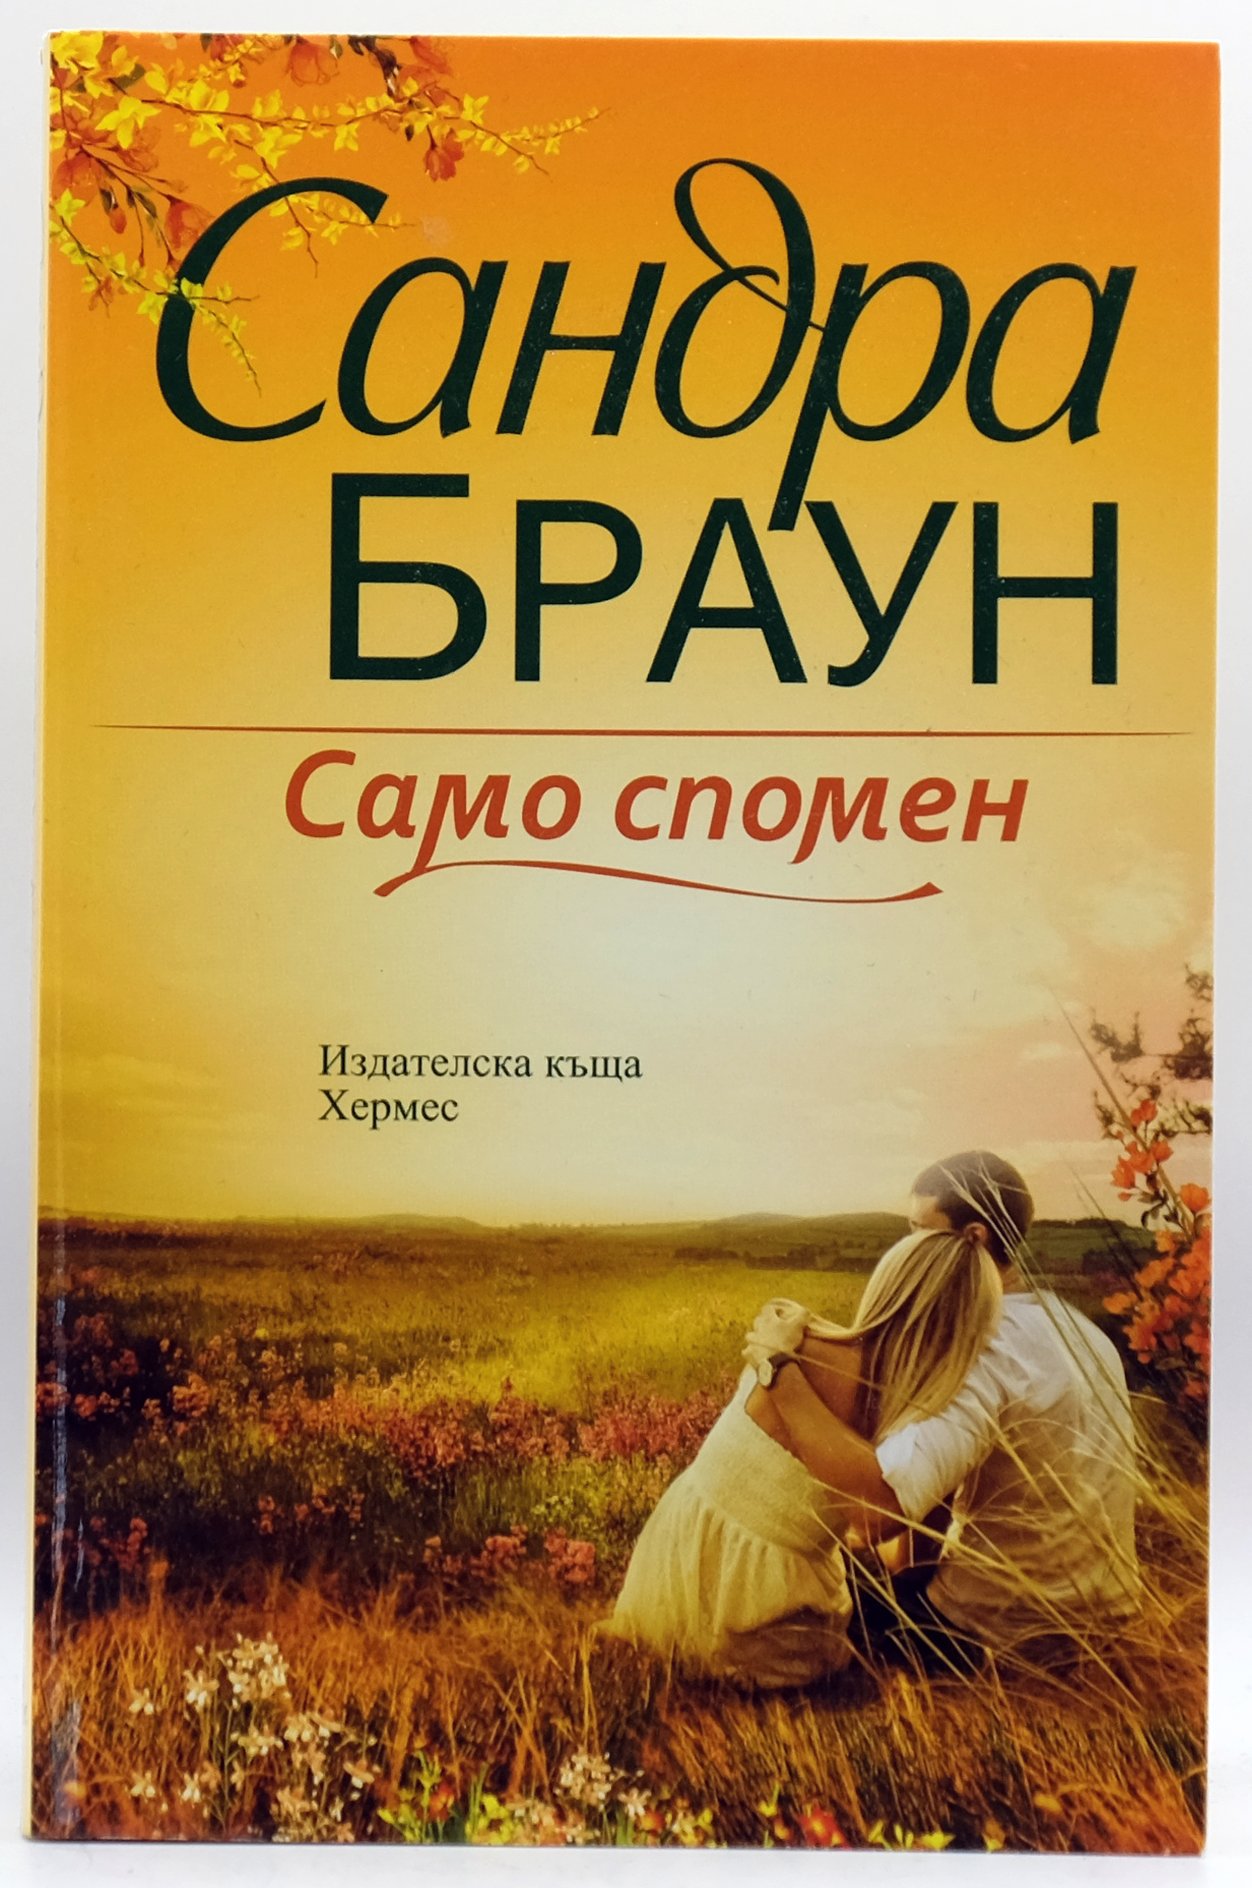 Сандра
БРАУН
Само спомен
Издателска къща
Хермес